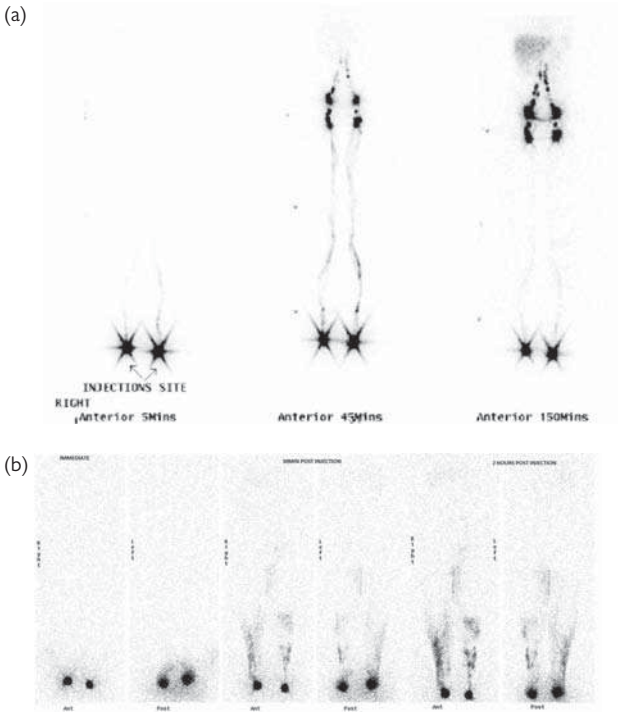 (a)
INJECTIONS SITE
RIGHT
Anterior 5Mins
Anterior 45Mins
Anterior 150Mins
(b)
IMMEDIATE
POST INJECTION
2 HOURS POST INJECTION
Right
Left
Right
Left
Right
Left
Ant
Post
Ant
Post
Ant
Post